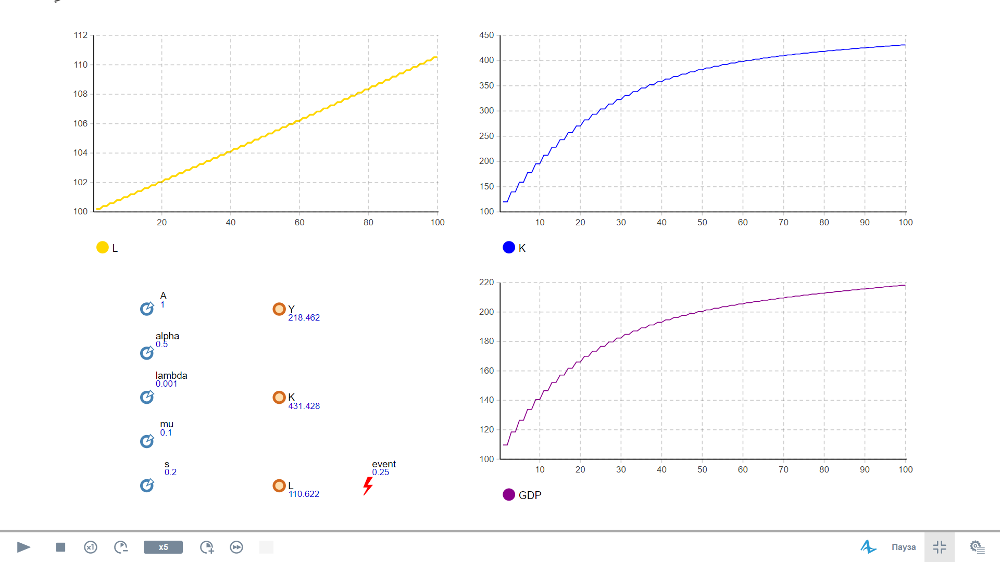 112
110
108
106
104
102
100
20 40 60 80 100
L
450
400
350
300
250
200
150
100
10 20 30 40 50 60 70 80 90 100
K
A
1
alpha
0.5
lambda
0.001
mu
0.1
s
0.2
Y
218.462
K
431.428
L
110.622
event
0.25
220
200
180
160
140
120
100
10 20 30 40 50 60 70 80 90 100
GDP
x1
x5
Пауза